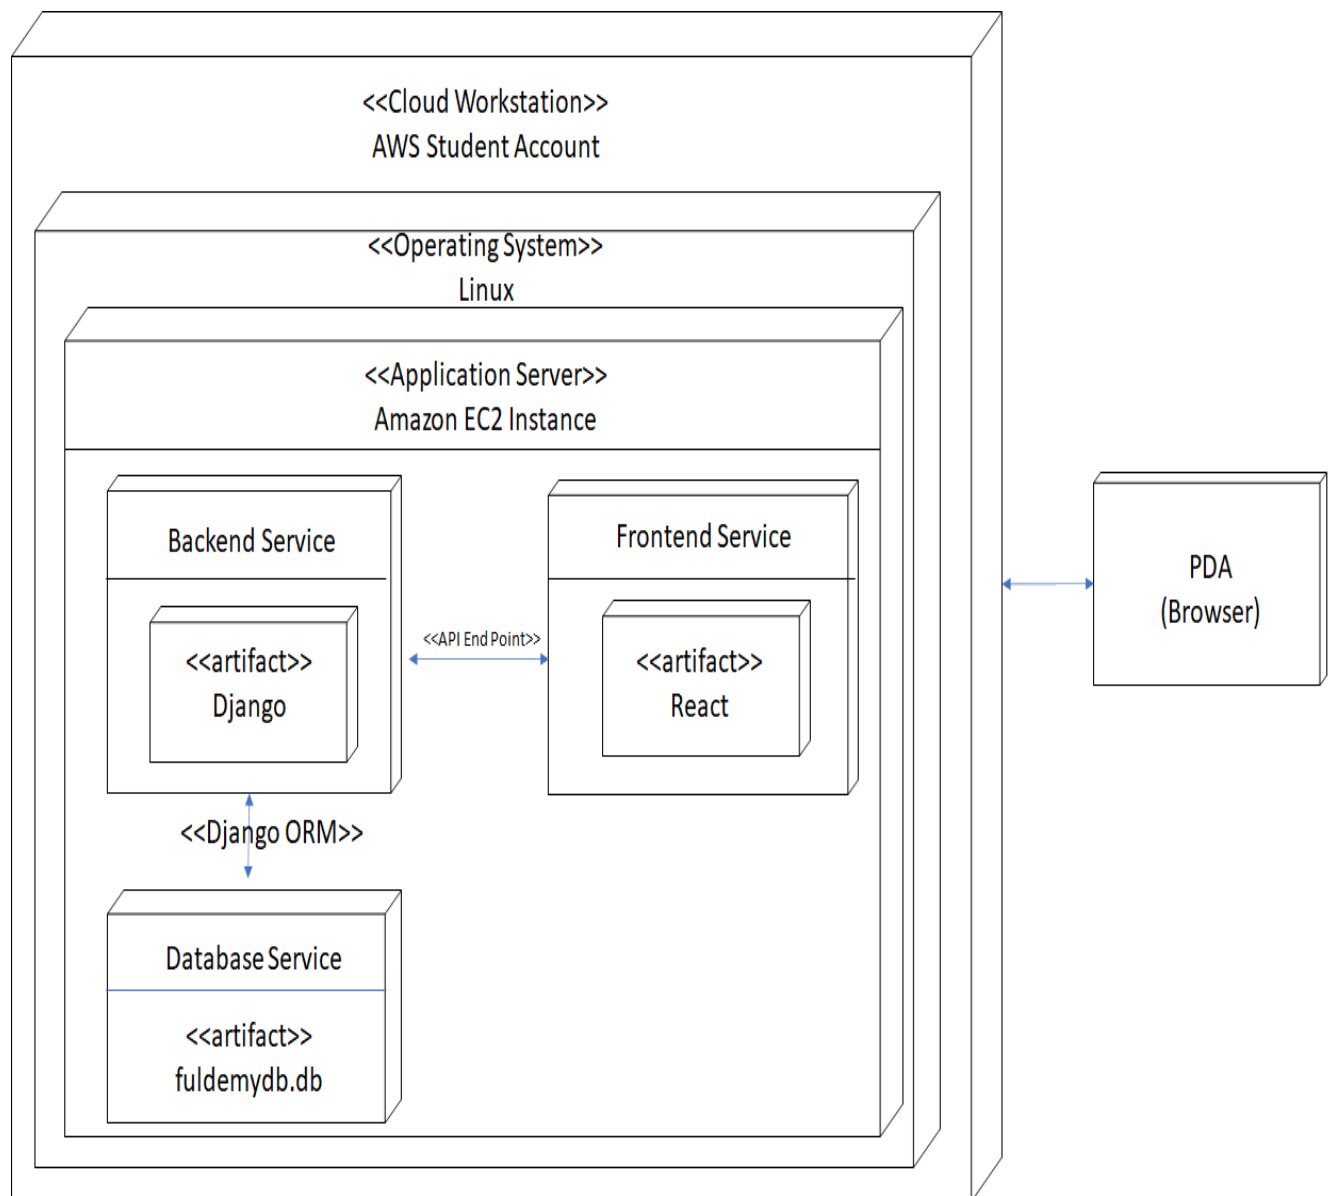 <<Cloud Workstation>>
AWS Student Account
<<Operating System>>
Linux
<<Application Server>>
Amazon EC2 Instance
Backend Service
<<artifact>>
Django
<<API End Point>>
Frontend Service
<<artifact>>
React
<<Django ORM>>
Database Service
<<artifact>>
fuldemydb.db
PDA
(Browser)